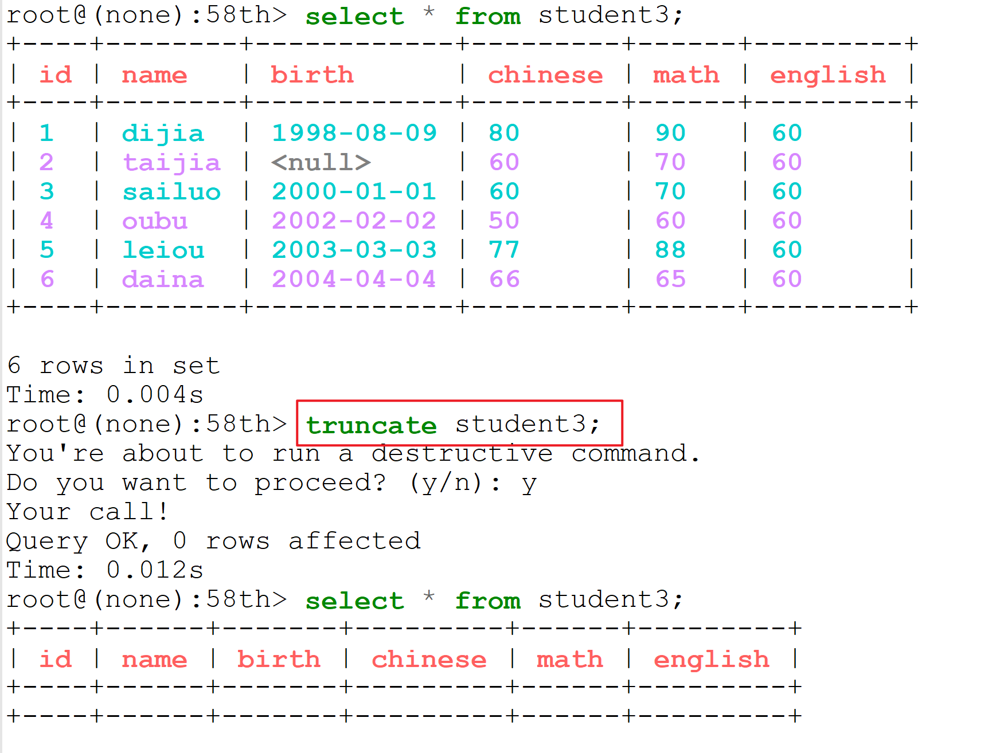 root@(none):58th> select * from student3;
+----+--------+------------+---------+------+---------+
| id | name   | birth      | chinese | math | english |
+----+--------+------------+---------+------+---------+
| 1  | dijia  | 1998-08-09 | 80      | 90   | 60      |
| 2  | taijia | <null>     | 60      | 70   | 60      |
| 3  | sailuo | 2000-01-01 | 60      | 70   | 60      |
| 4  | oubu   | 2002-02-02 | 50      | 60   | 60      |
| 5  | leiou  | 2003-03-03 | 77      | 88   | 60      |
| 6  | daina  | 2004-04-04 | 66      | 65   | 60      |
+----+--------+------------+---------+------+---------+
6 rows in set
Time: 0.004s
root@(none):58th> truncate student3;
You're about to run a destructive command.
Do you want to proceed? (y/n): y
Your call!
Query OK, 0 rows affected
Time: 0.012s
root@(none):58th> select * from student3;
+----+------+-------+---------+------+---------+
| id | name | birth | chinese | math | english |
+----+------+-------+---------+------+---------+
+----+------+-------+---------+------+---------+